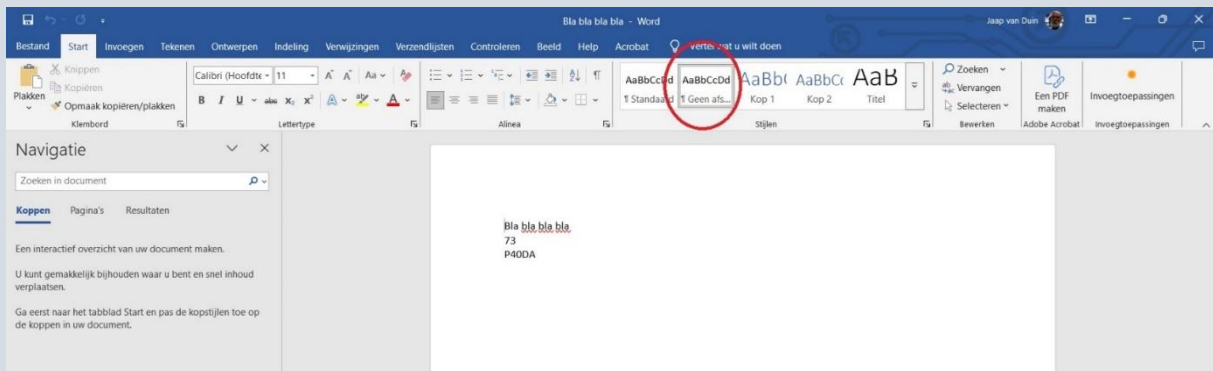 Bla bla bla bla - Word
Jaap van Duin
Bestand Start Invoegen Tekenen Ontwerpen Indeling Verwijzingen Verzendlijsten Controleren Beeld Help Acrobat Vertel wat u wilt doen
Plakken
Knippen
Kopiëren
Opmaak kopiëren/plakken
Klembord
Calibri (Hoofdte 11
B I U abc X₂ X²
Lettertype
Alinea
AaBbCcDd AaBbCcDd AaBb( AaBbCc AaB
¶ Standaard ¶ Geen afs... Kop 1 Kop 2 Titel
Stijlen
Zoeken
Vervangen
Selecteren
Bewerken
Een PDF
maken
Adobe Acrobat
Invoegtoepassingen
Invoegtoepassingen
Navigatie
Zoeken in document
Koppen Pagina's Resultaten
Een interactief overzicht van uw document maken.
U kunt gemakkelijk bijhouden waar u bent en snel inhoud
verplaatsen.
Ga eerst naar het tabblad Start en pas de kopstijlen toe op
de koppen in uw document.
Bla bla bla bla
73
P40DA